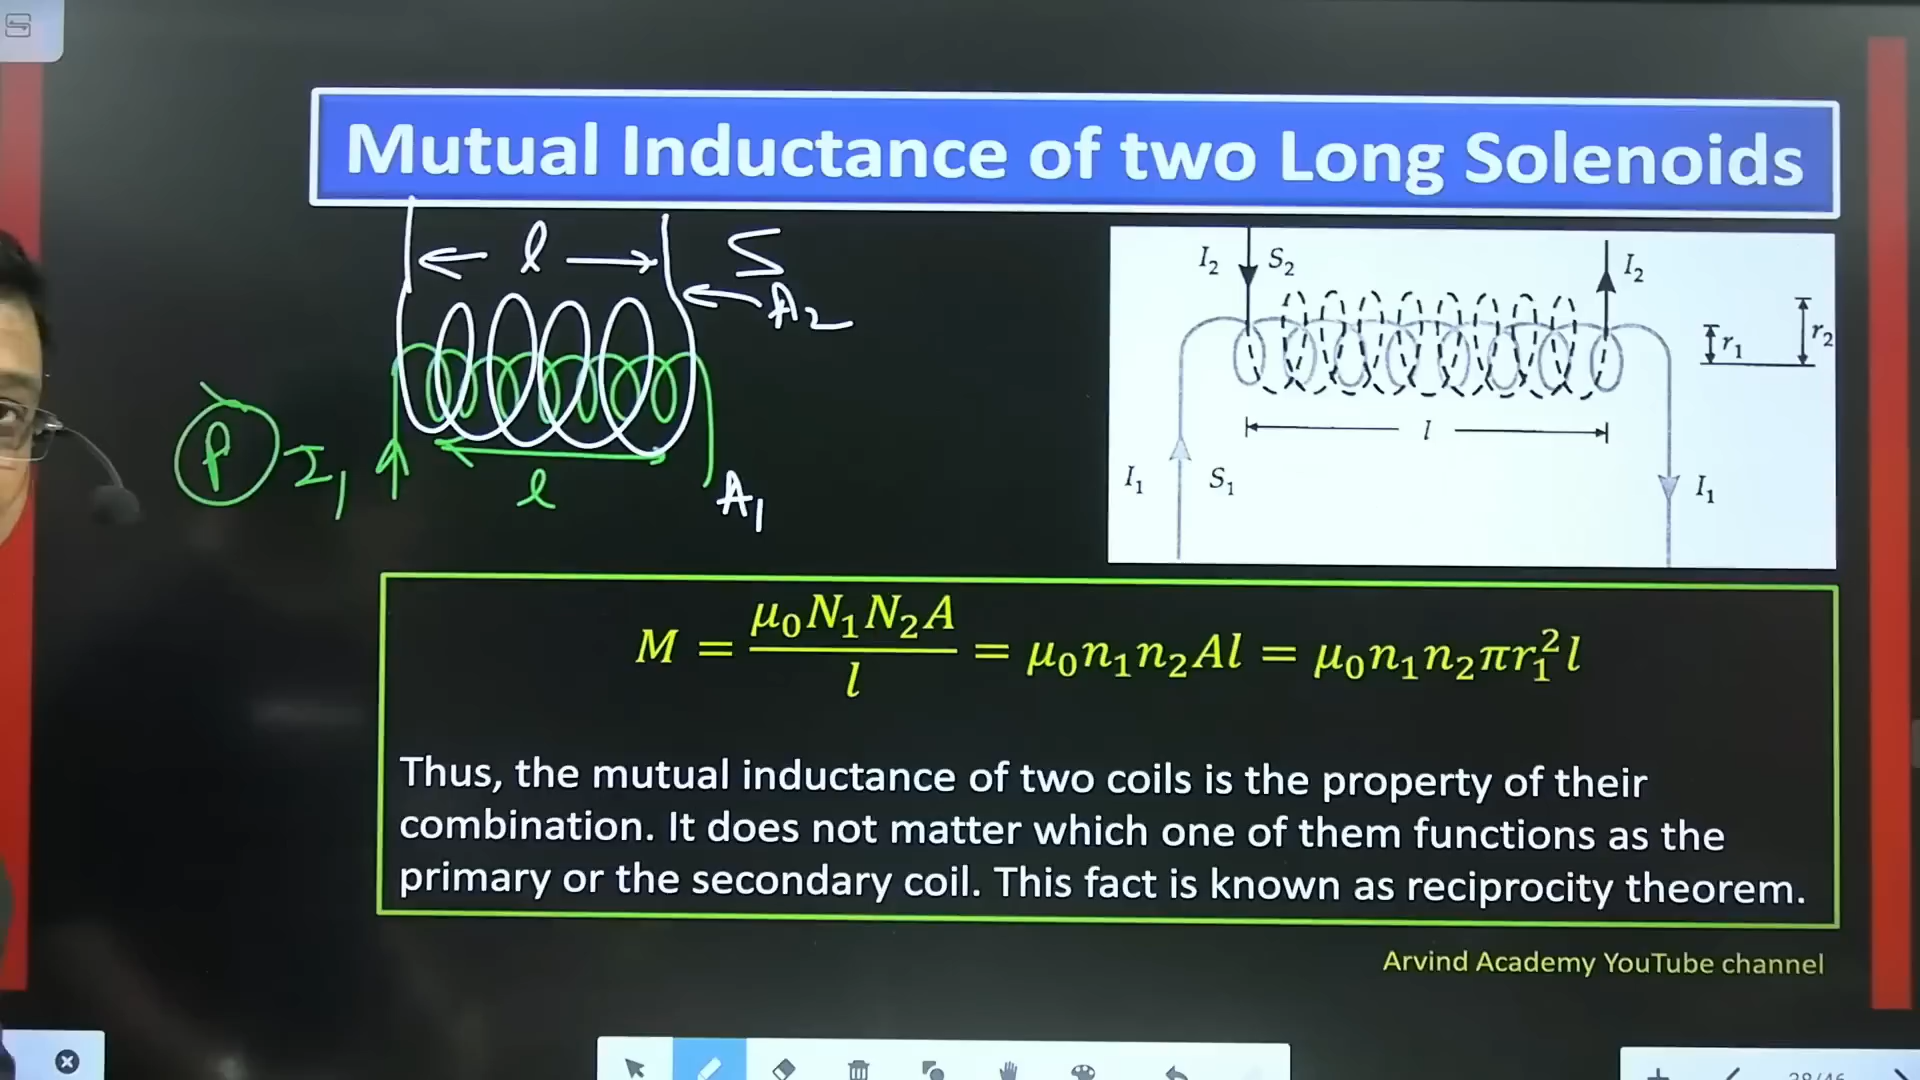 Mutual Inductance of two Long Solenoids
l S
A2
P I1
l
A1
I2 S2 I2
r1 r2
l
I1 S1 I1
M = μ0N1N2A / l = μ0n1n2Al = μ0n1n2πr1²l
Thus, the mutual inductance of two coils is the property of their
combination. It does not matter which one of them functions as the
primary or the secondary coil. This fact is known as reciprocity theorem.
Arvind Academy YouTube channel